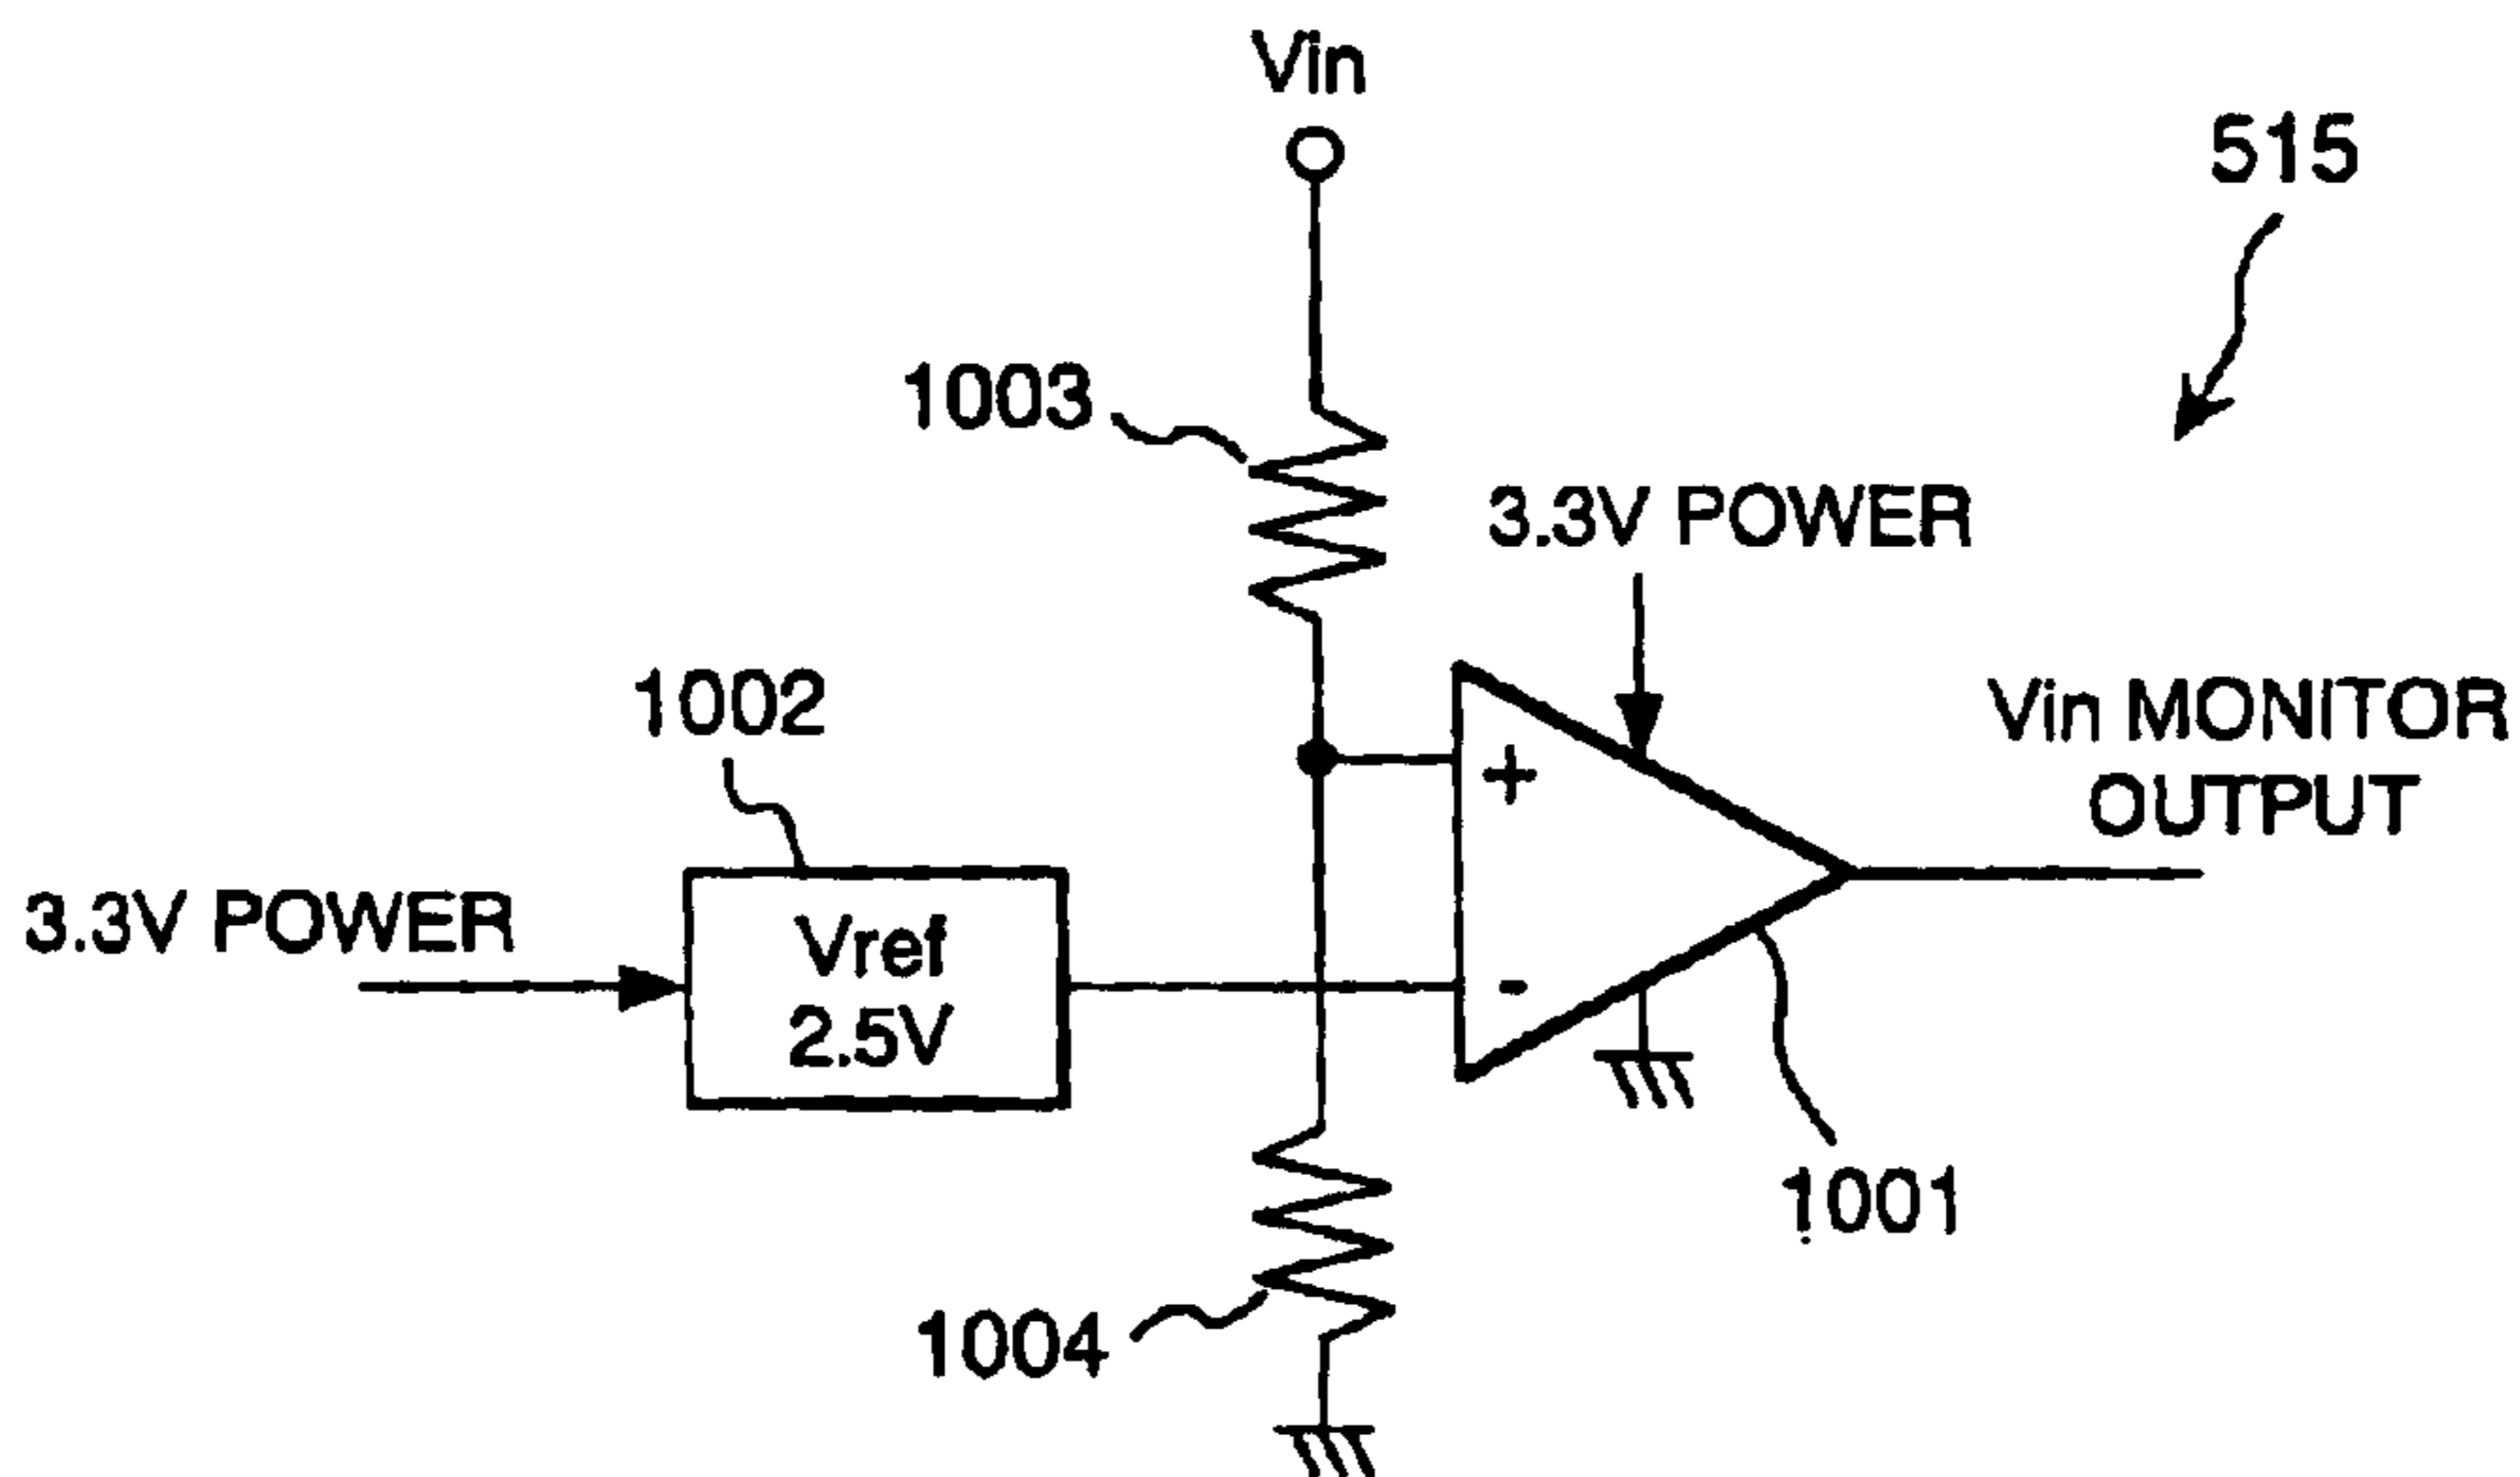 Vin
515
1003
3.3V POWER
1002
Vin MONITOR
OUTPUT
+
3.3V POWER
Vref
2.5V
-
1001
1004